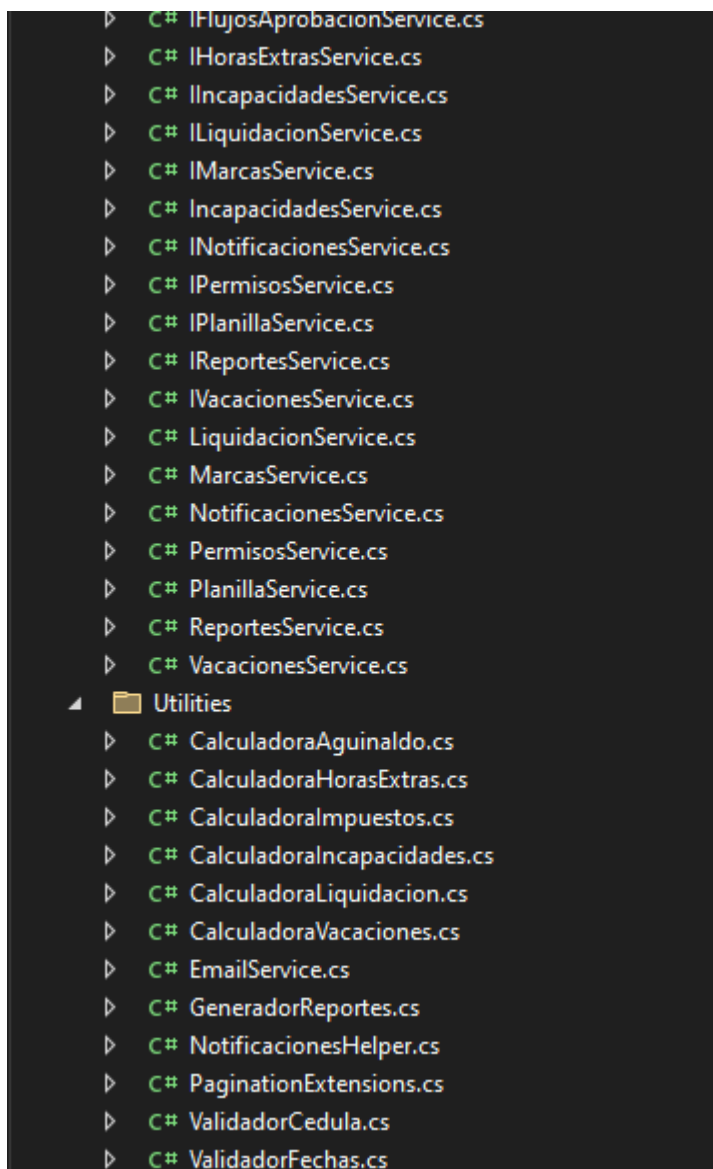 C# IFlujosAprobacionService.cs
C# IHorasExtrasService.cs
C# IIncapacidadesService.cs
C# ILiquidacionService.cs
C# IMarcasService.cs
C# IncapacidadesService.cs
C# INotificacionesService.cs
C# IPermisosService.cs
C# IPlanillaService.cs
C# IReportesService.cs
C# IVacacionesService.cs
C# LiquidacionService.cs
C# MarcasService.cs
C# NotificacionesService.cs
C# PermisosService.cs
C# PlanillaService.cs
C# ReportesService.cs
C# VacacionesService.cs
Utilities
C# CalculadoraAguinaldo.cs
C# CalculadoraHorasExtras.cs
C# CalculadoraImpuestos.cs
C# CalculadoraIncapacidades.cs
C# CalculadoraLiquidacion.cs
C# CalculadoraVacaciones.cs
C# EmailService.cs
C# GeneradorReportes.cs
C# NotificacionesHelper.cs
C# PaginationExtensions.cs
C# ValidadorCedula.cs
C# ValidadorFechas.cs